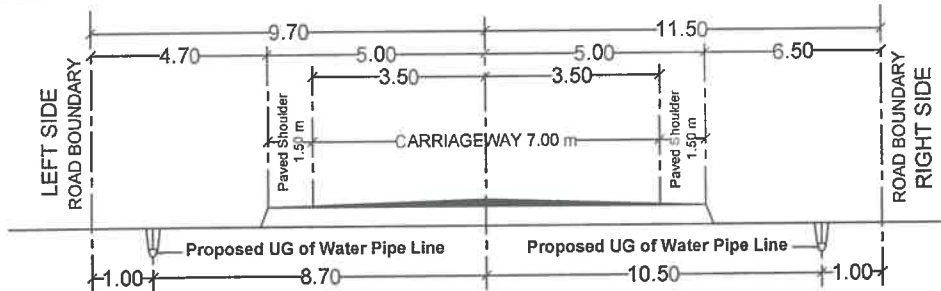 9.70 11.50
4.70 5.00 5.00 6.50
3.50 3.50
LEFT SIDE
ROAD BOUNDARY
Paved Shoulder
1.50 m
CARRIAGEWAY 7.00 m
Paved Shoulder
1.50 m
ROAD BOUNDARY
RIGHT SIDE
Proposed UG of Water Pipe Line Proposed UG of Water Pipe Line
1.00 8.70 10.50 1.00